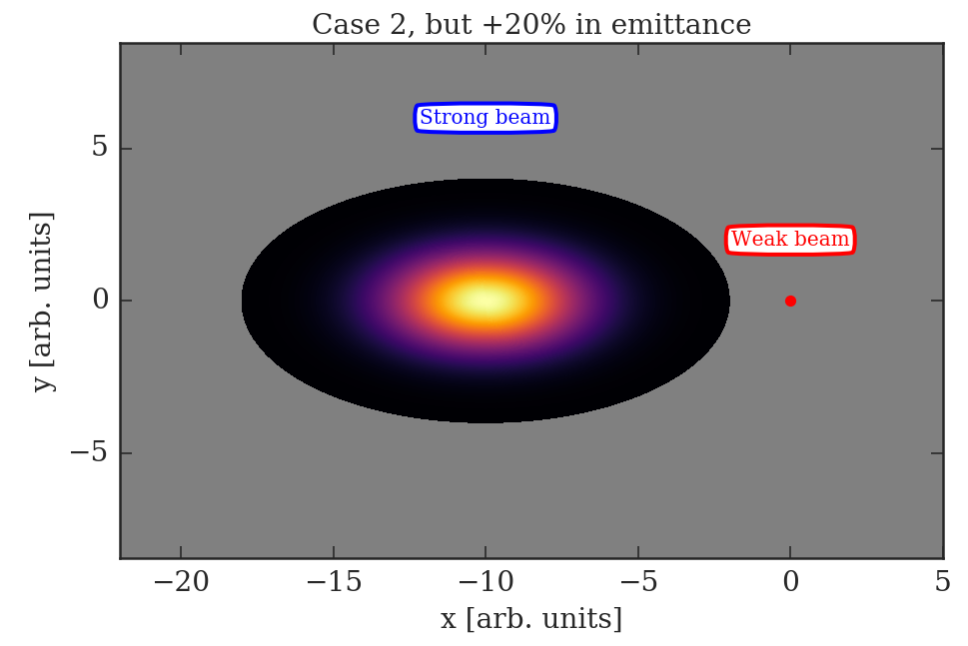 Case 2, but +20% in emittance
Strong beam
Weak beam
y [arb. units]
5
0
−5
−20 −15 −10 −5 0 5
x [arb. units]